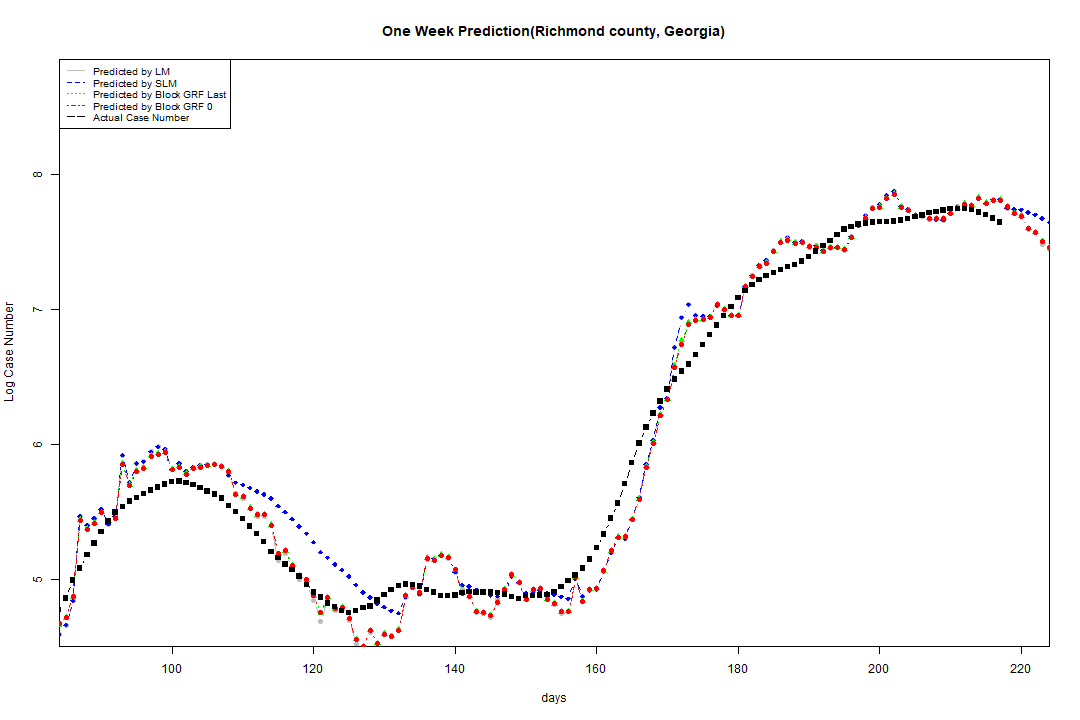 One Week Prediction(Richmond county, Georgia)
Predicted by LM
Predicted by SLM
Predicted by Block GRF Last
Predicted by Block GRF 0
Actual Case Number
8
7
6
5
Log Case Number
100 120 140 160 180 200 220
days